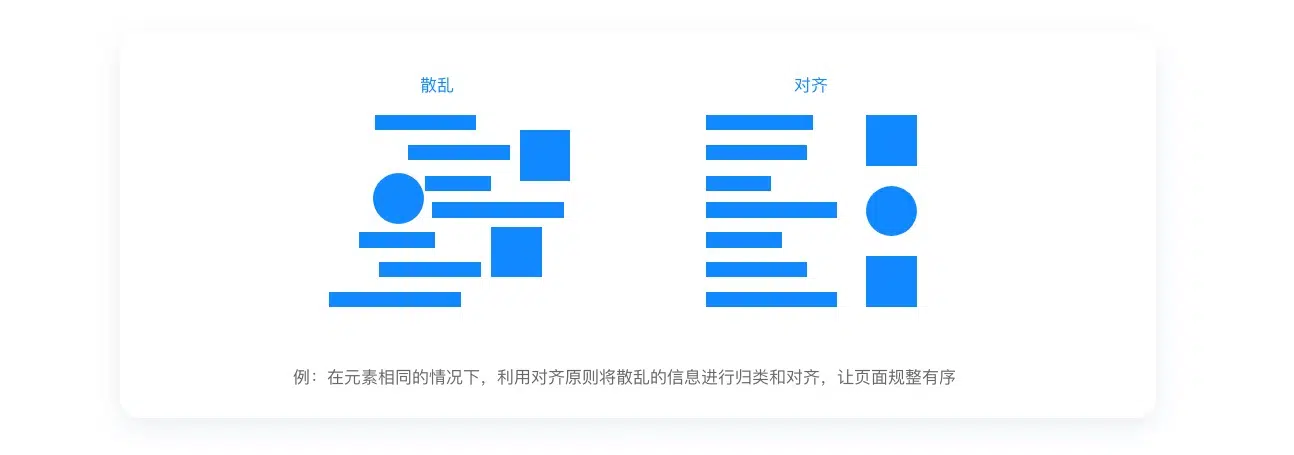 散乱
对齐
例：在元素相同的情况下，利用对齐原则将散乱的信息进行归类和对齐，让页面规整有序